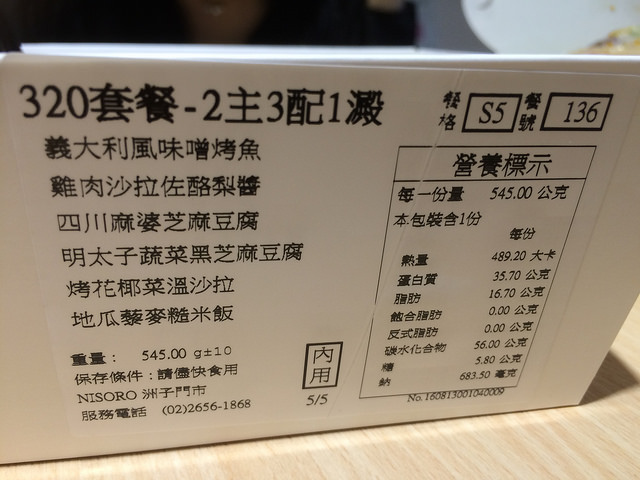 320套餐-2主3配1澱
餐格 S5 餐號 136
義大利風味噌烤魚
雞肉沙拉佐酪梨醬
四川麻婆芝麻豆腐
明太子蔬菜黑芝麻豆腐
烤花椰菜溫沙拉
地瓜藜麥糙米飯
重量： 545.00 g±10
保存條件：請儘快食用
NISORO 洲子門市
服務電話 (02)2656-1868
內用
5/5
營養標示
每一份量 545.00 公克
本包裝含1份
每份
熱量 489.20 大卡
蛋白質 35.70 公克
脂肪 16.70 公克
飽合脂肪 0.00 公克
反式脂肪 0.00 公克
碳水化合物 56.00 公克
糖 5.80 公克
鈉 683.50 毫克
No.160813001040009